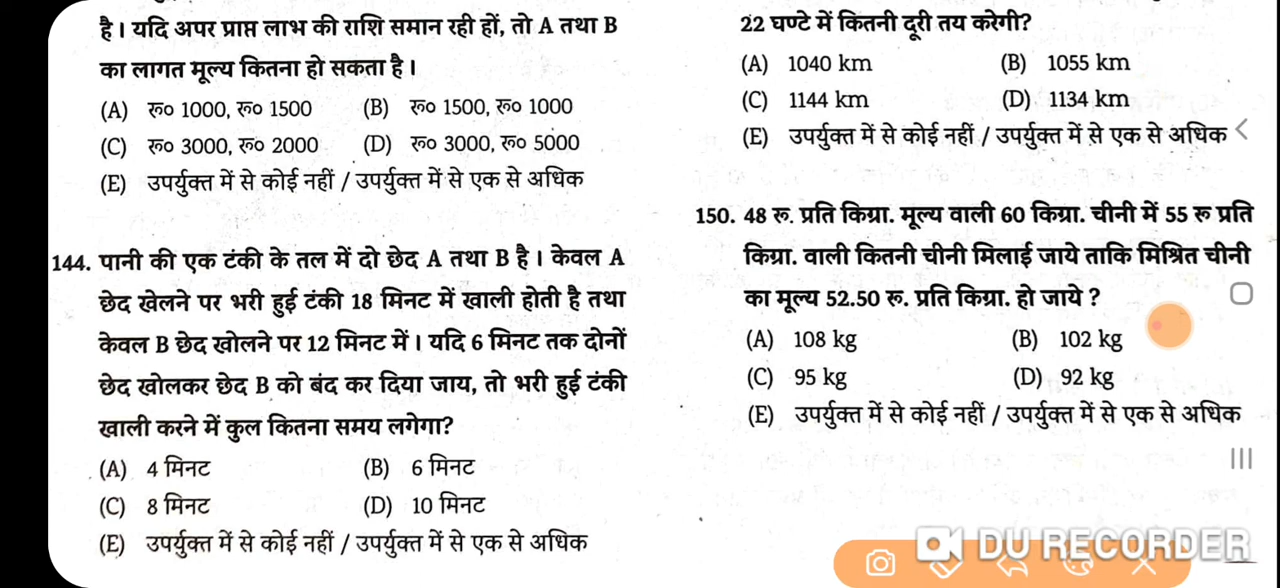 है। यदि अपर प्राप्त लाभ की राशि समान रही हों, तो A तथा B
का लागत मूल्य कितना हो सकता है।
(A) रू० 1000, रू० 1500 (B) रू० 1500, रू० 1000
(C) रू० 3000, रू० 2000 (D) रू० 3000, रू० 5000
(E) उपर्युक्त में से कोई नहीं / उपर्युक्त में से एक से अधिक
144. पानी की एक टंकी के तल में दो छेद A तथा B है। केवल A
छेद खेलने पर भरी हुई टंकी 18 मिनट में खाली होती है तथा
केवल B छेद खोलने पर 12 मिनट में। यदि 6 मिनट तक दोनों
छेद खोलकर छेद B को बंद कर दिया जाय, तो भरी हुई टंकी
खाली करने में कुल कितना समय लगेगा?
(A) 4 मिनट (B) 6 मिनट
(C) 8 मिनट (D) 10 मिनट
(E) उपर्युक्त में से कोई नहीं / उपर्युक्त में से एक से अधिक
22 घण्टे में कितनी दूरी तय करेगी?
(A) 1040 km (B) 1055 km
(C) 1144 km (D) 1134 km
(E) उपर्युक्त में से कोई नहीं / उपर्युक्त में से एक से अधिक
150. 48 रू. प्रति किग्रा. मूल्य वाली 60 किग्रा. चीनी में 55 रू प्रति
किग्रा. वाली कितनी चीनी मिलाई जाये ताकि मिश्रित चीनी
का मूल्य 52.50 रू. प्रति किग्रा. हो जाये ?
(A) 108 kg (B) 102 kg
(C) 95 kg (D) 92 kg
(E) उपर्युक्त में से कोई नहीं / उपर्युक्त में से एक से अधिक
DU RECORDER